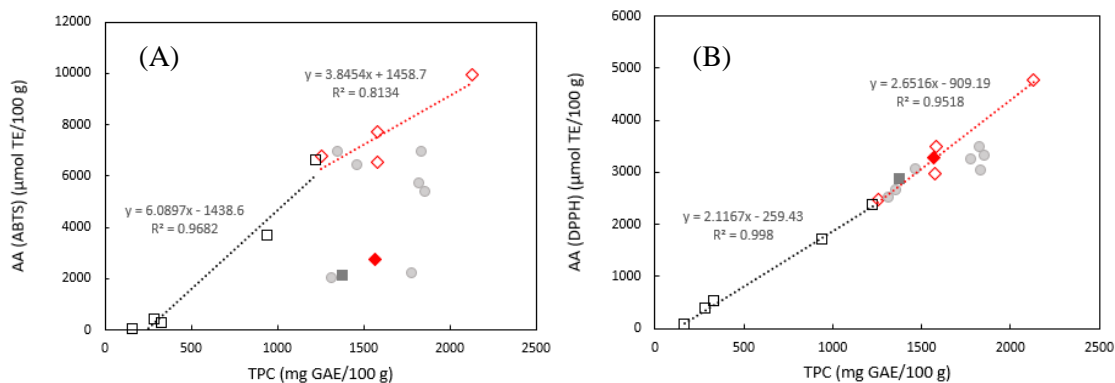 (A)
AA (ABTS) (µmol TE/100 g)
12000
10000
8000
6000
4000
2000
0
y = 3.8454x + 1458.7
R² = 0.8134
y = 6.0897x - 1438.6
R² = 0.9682
0 500 1000 1500 2000 2500
TPC (mg GAE/100 g)
(B)
AA (DPPH) (µmol TE/100 g)
6000
5000
4000
3000
2000
1000
0
y = 2.6516x - 909.19
R² = 0.9518
y = 2.1167x - 259.43
R² = 0.998
0 500 1000 1500 2000 2500
TPC (mg GAE/100 g)